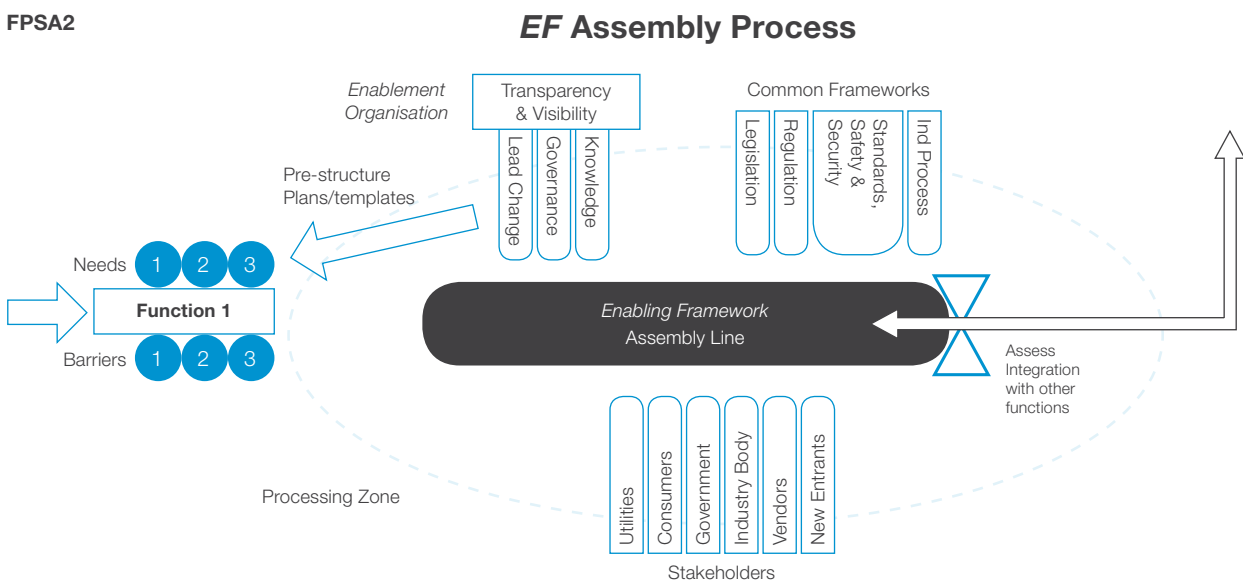 FPSA2
EF Assembly Process
Enablement
Organisation
Transparency
& Visibility
Lead Change
Governance
Knowledge
Common Frameworks
Legislation
Regulation
Standards,
Safety &
Security
Ind Process
Pre-structure
Plans/templates
Needs
1 2 3
Function 1
Barriers
1 2 3
Enabling Framework
Assembly Line
Assess
Integration
with other
functions
Processing Zone
Utilities
Consumers
Government
Industry Body
Vendors
New Entrants
Stakeholders